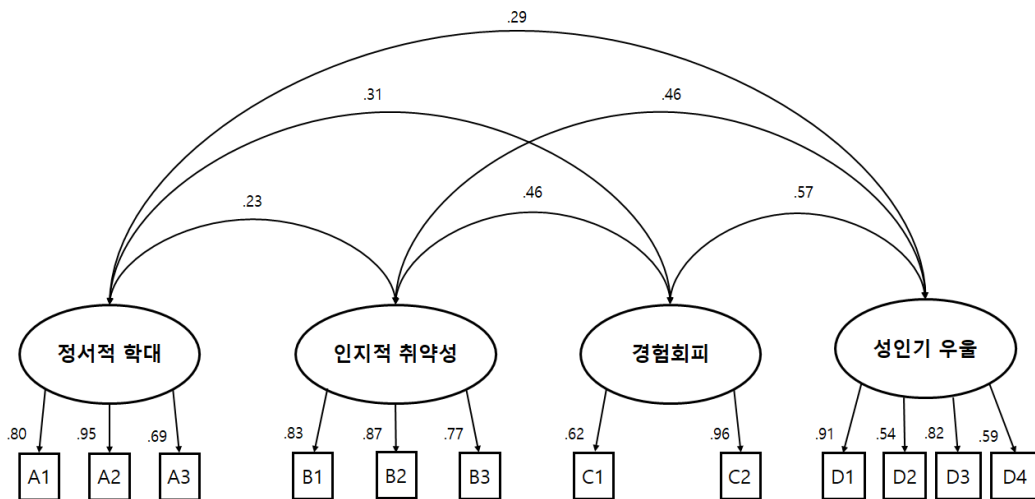 .29
.31
.46
.23
.46
.57
정서적 학대
인지적 취약성
경험회피
성인기 우울
.80
.95
.69
.83
.87
.77
.62
.96
.91
.54
.82
.59
A1
A2
A3
B1
B2
B3
C1
C2
D1
D2
D3
D4